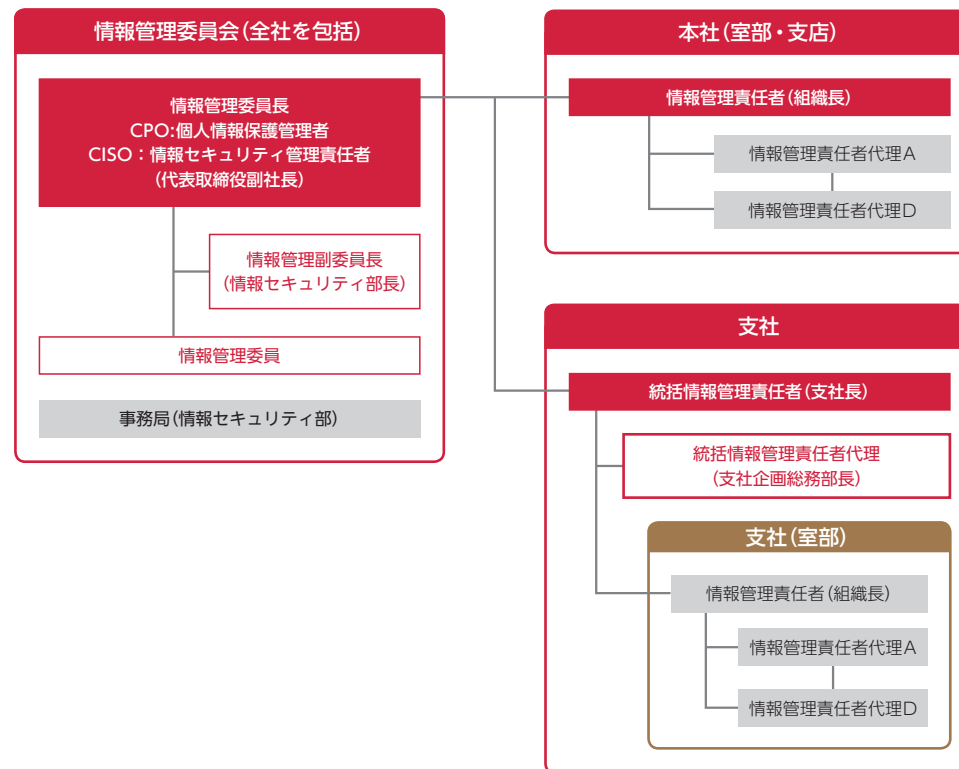 情報管理委員会(全社を包括)
情報管理委員長
CPO:個人情報保護管理者
CISO：情報セキュリティ管理責任者
(代表取締役副社長)
情報管理副委員長
(情報セキュリティ部長)
情報管理委員
事務局(情報セキュリティ部)
本社(室部・支店)
情報管理責任者(組織長)
情報管理責任者代理A
情報管理責任者代理D
支社
統括情報管理責任者(支社長)
統括情報管理責任者代理
(支社企画総務部長)
支社(室部)
情報管理責任者(組織長)
情報管理責任者代理A
情報管理責任者代理D